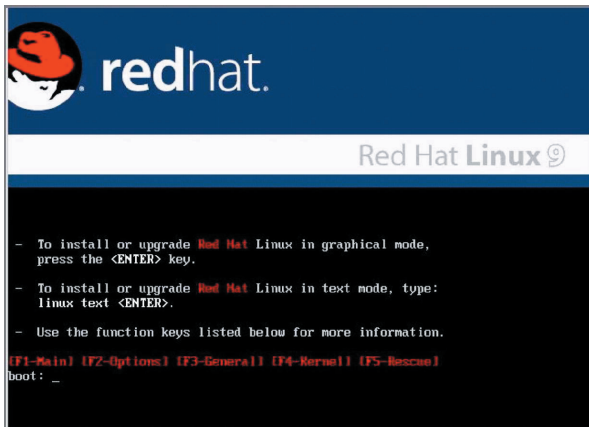 redhat.
Red Hat Linux 9
- To install or upgrade Red Hat Linux in graphical mode,
press the <ENTER> key.
- To install or upgrade Red Hat Linux in text mode, type:
linux text <ENTER>.
- Use the function keys listed below for more information.
[F1-Main] [F2-Options] [F3-General] [F4-Kernel] [F5-Rescue]
boot: _